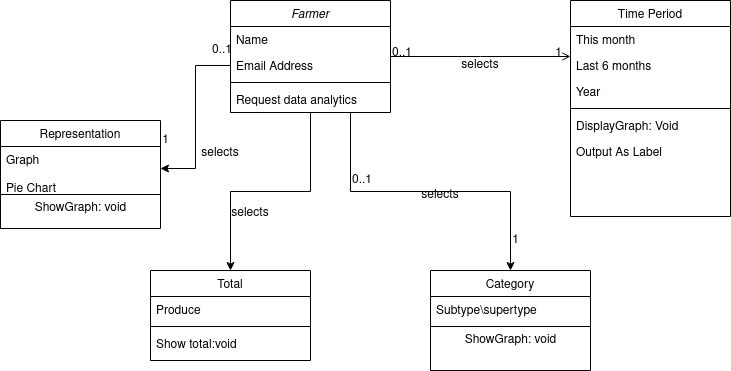 Farmer
Name
Email Address
Request data analytics
Time Period
This month
Last 6 months
Year
DisplayGraph: Void
Output As Label
0..1
0..1
1
selects
Representation
Graph
Pie Chart
ShowGraph: void
1
selects
selects
0..1
selects
1
Total
Produce
Show total:void
Category
Subtype\supertype
ShowGraph: void